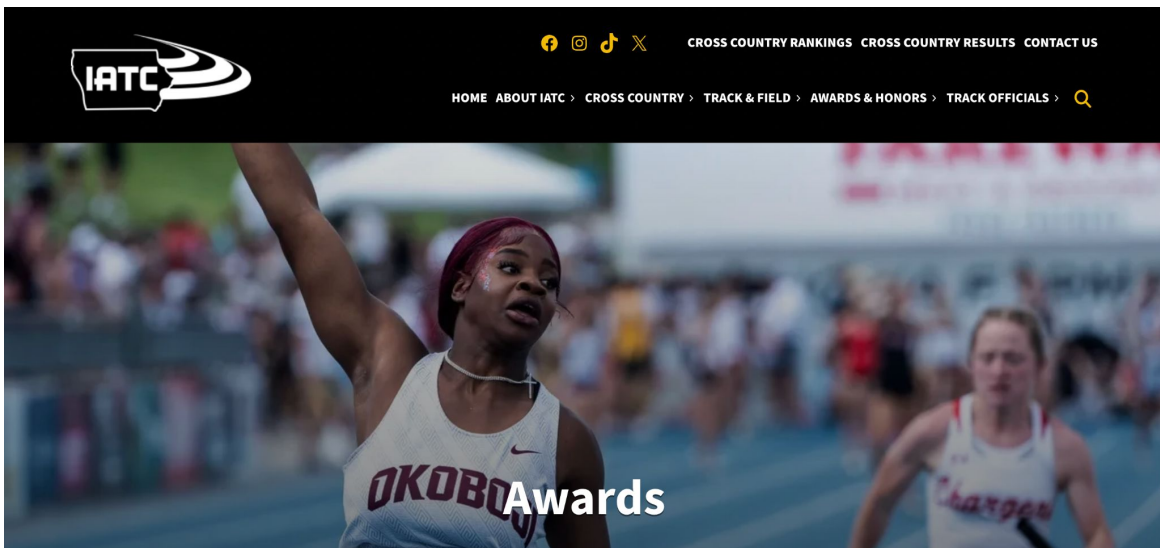 IATC
CROSS COUNTRY RANKINGS CROSS COUNTRY RESULTS CONTACT US
HOME ABOUT IATC › CROSS COUNTRY › TRACK & FIELD › AWARDS & HONORS › TRACK OFFICIALS ›
OKOBOJI
Chargers
Awards